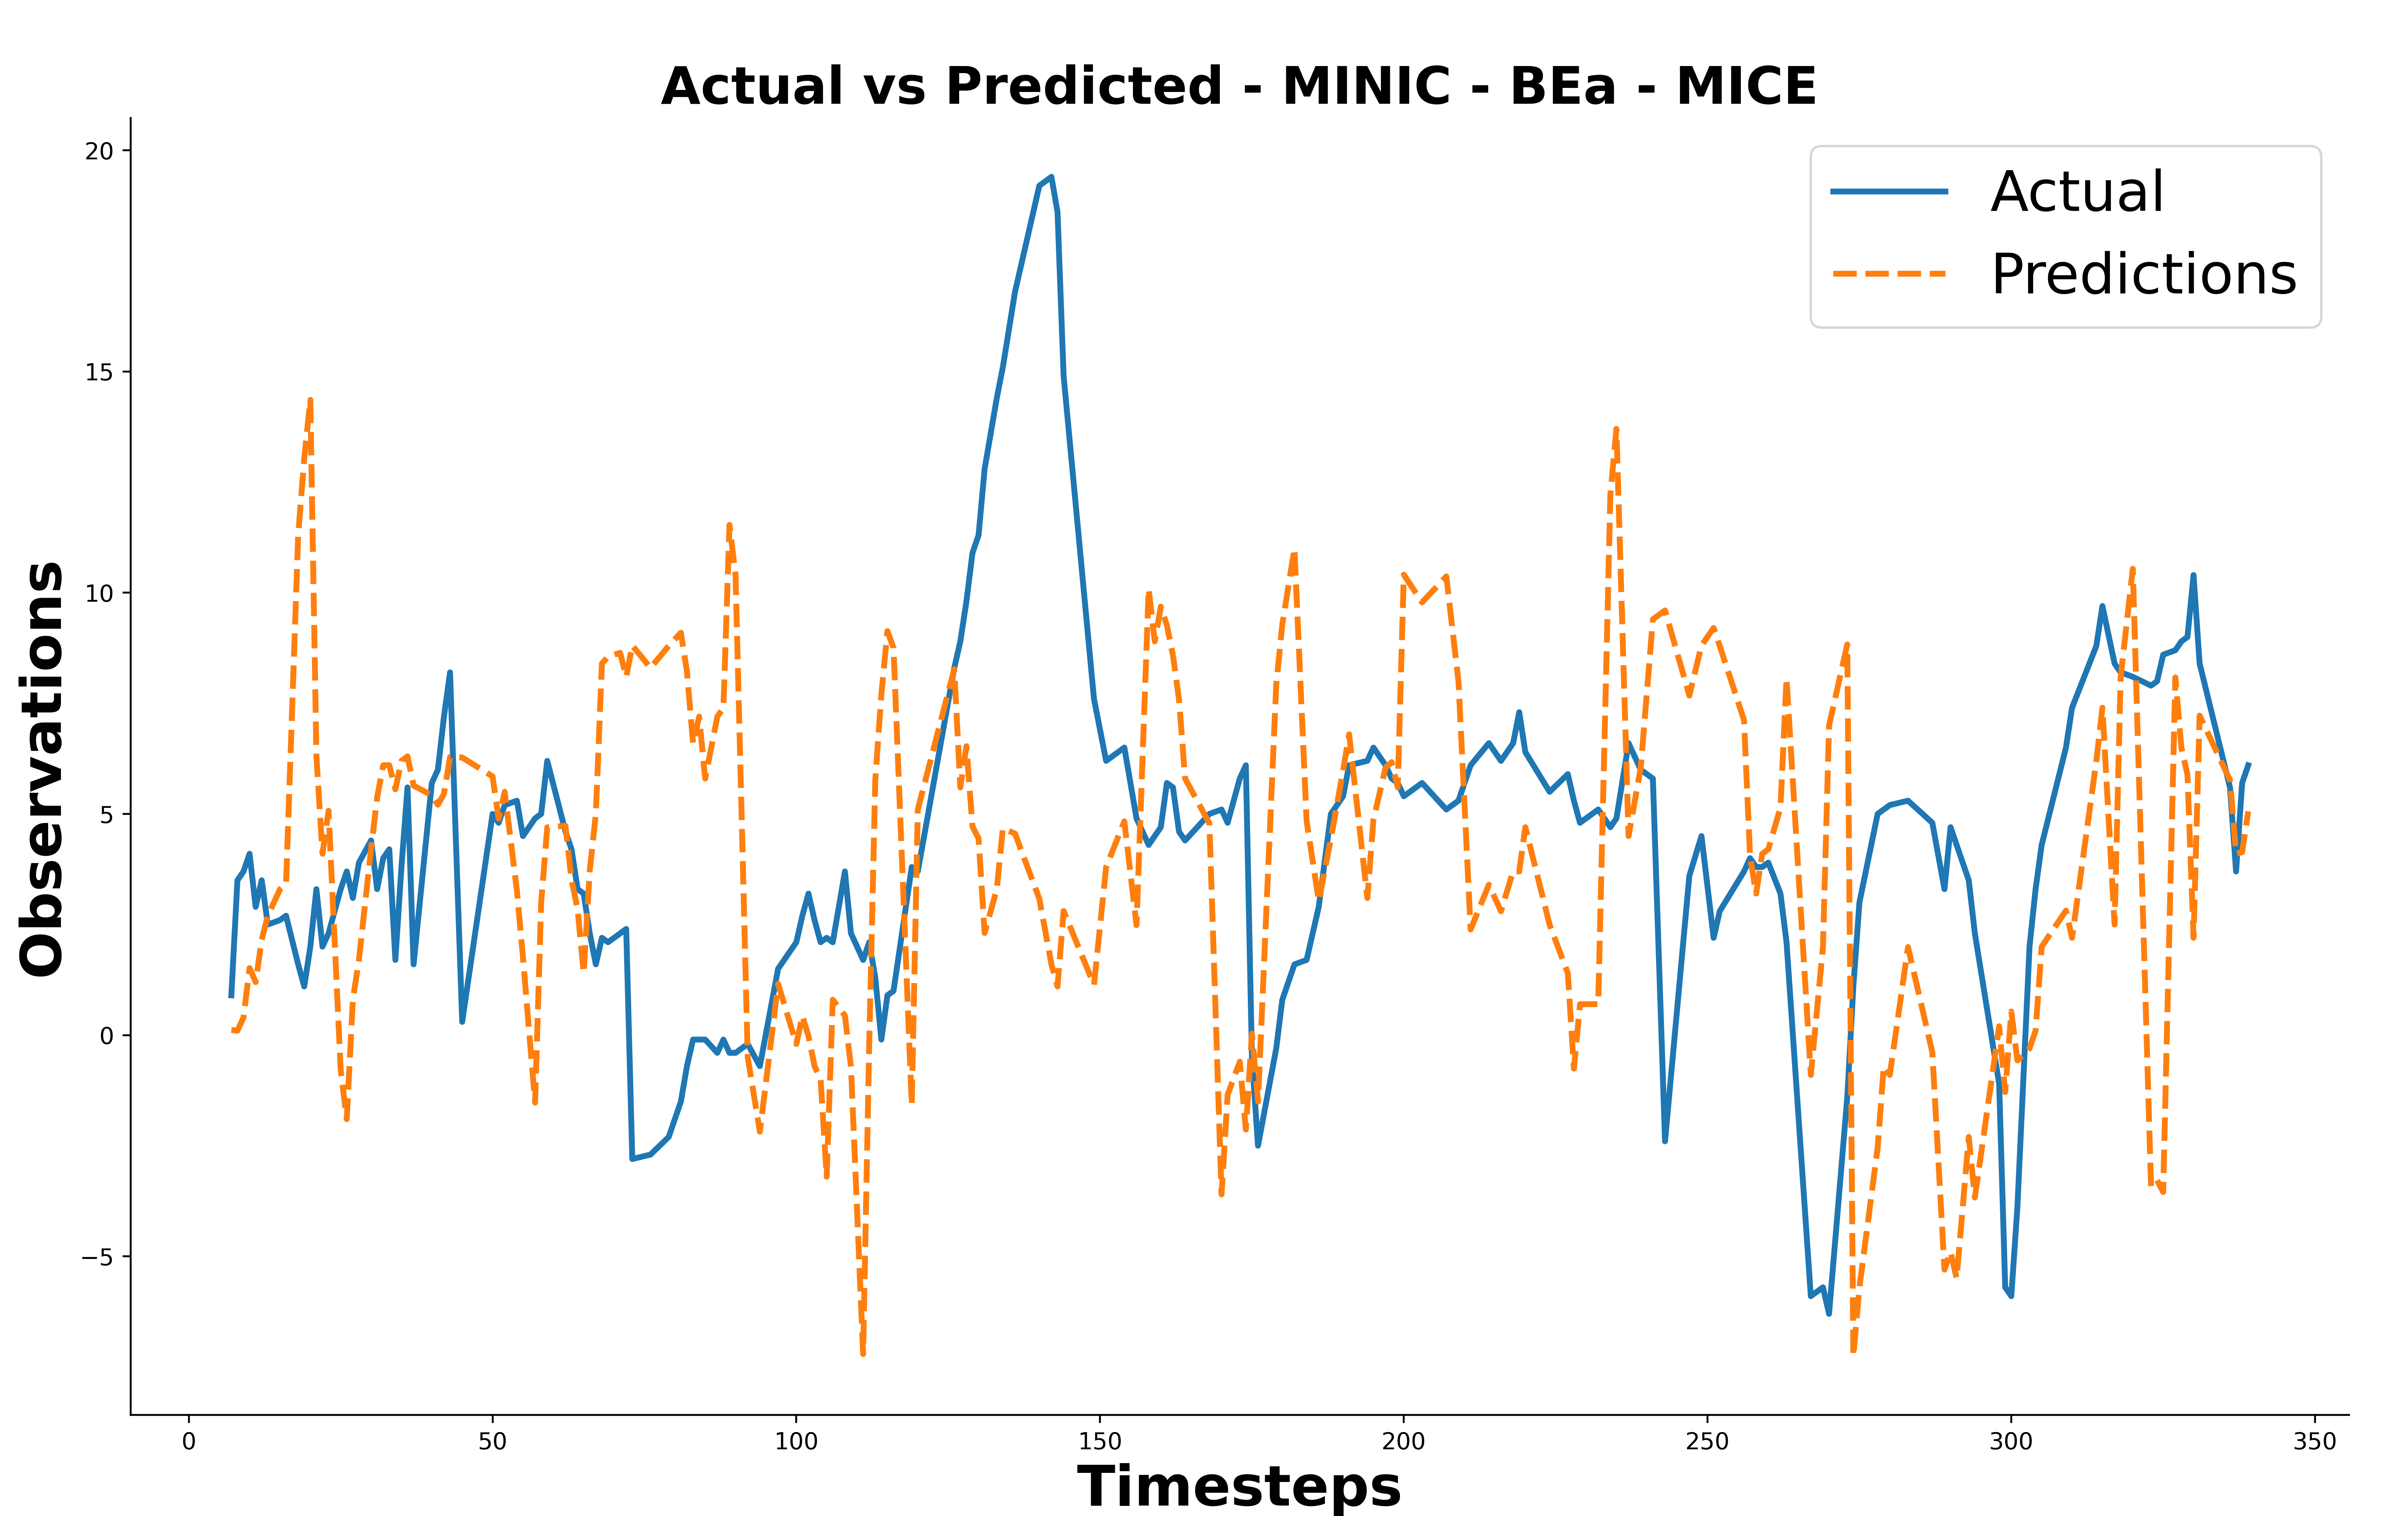 Actual vs Predicted - MINIC - BEa - MICE
Actual
Predictions
Observations
20
15
10
5
0
−5
0 50 100 150 200 250 300 350
Timesteps